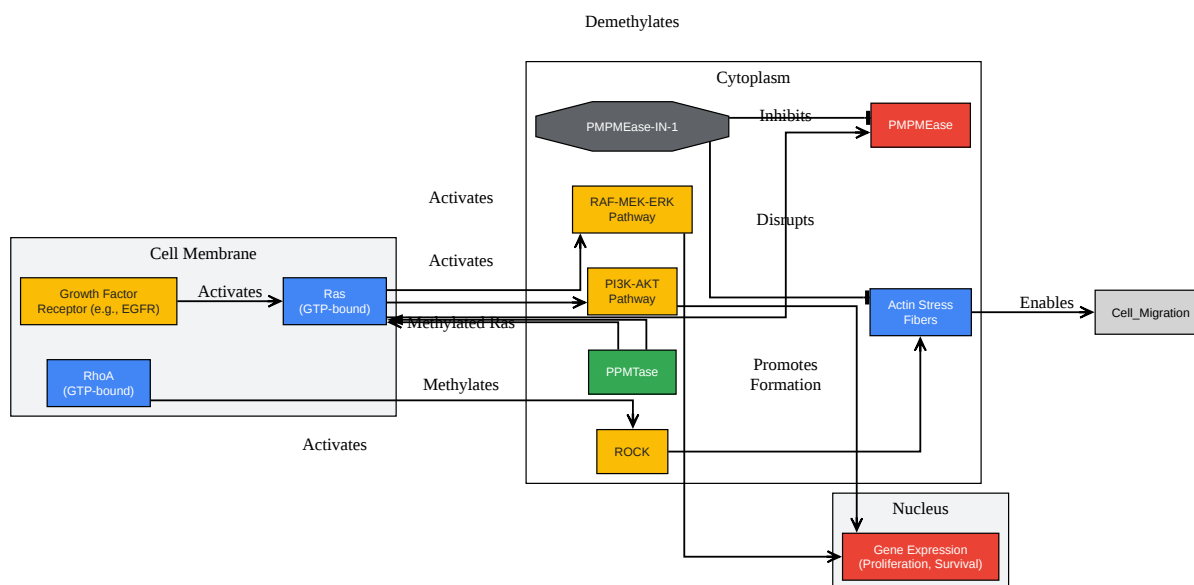 Demethylates
Cytoplasm
PMPMEase-IN-1
Inhibits
PMPMEase
Activates
RAF-MEK-ERK
Pathway
Disrupts
Cell Membrane
Activates
Growth Factor
Receptor (e.g., EGFR)
Activates
Ras
(GTP-bound)
PI3K-AKT
Pathway
Actin Stress
Fibers
Enables
Cell_Migration
Methylated Ras
RhoA
(GTP-bound)
Methylates
PPMTase
Promotes
Formation
Activates
ROCK
Nucleus
Gene Expression
(Proliferation, Survival)